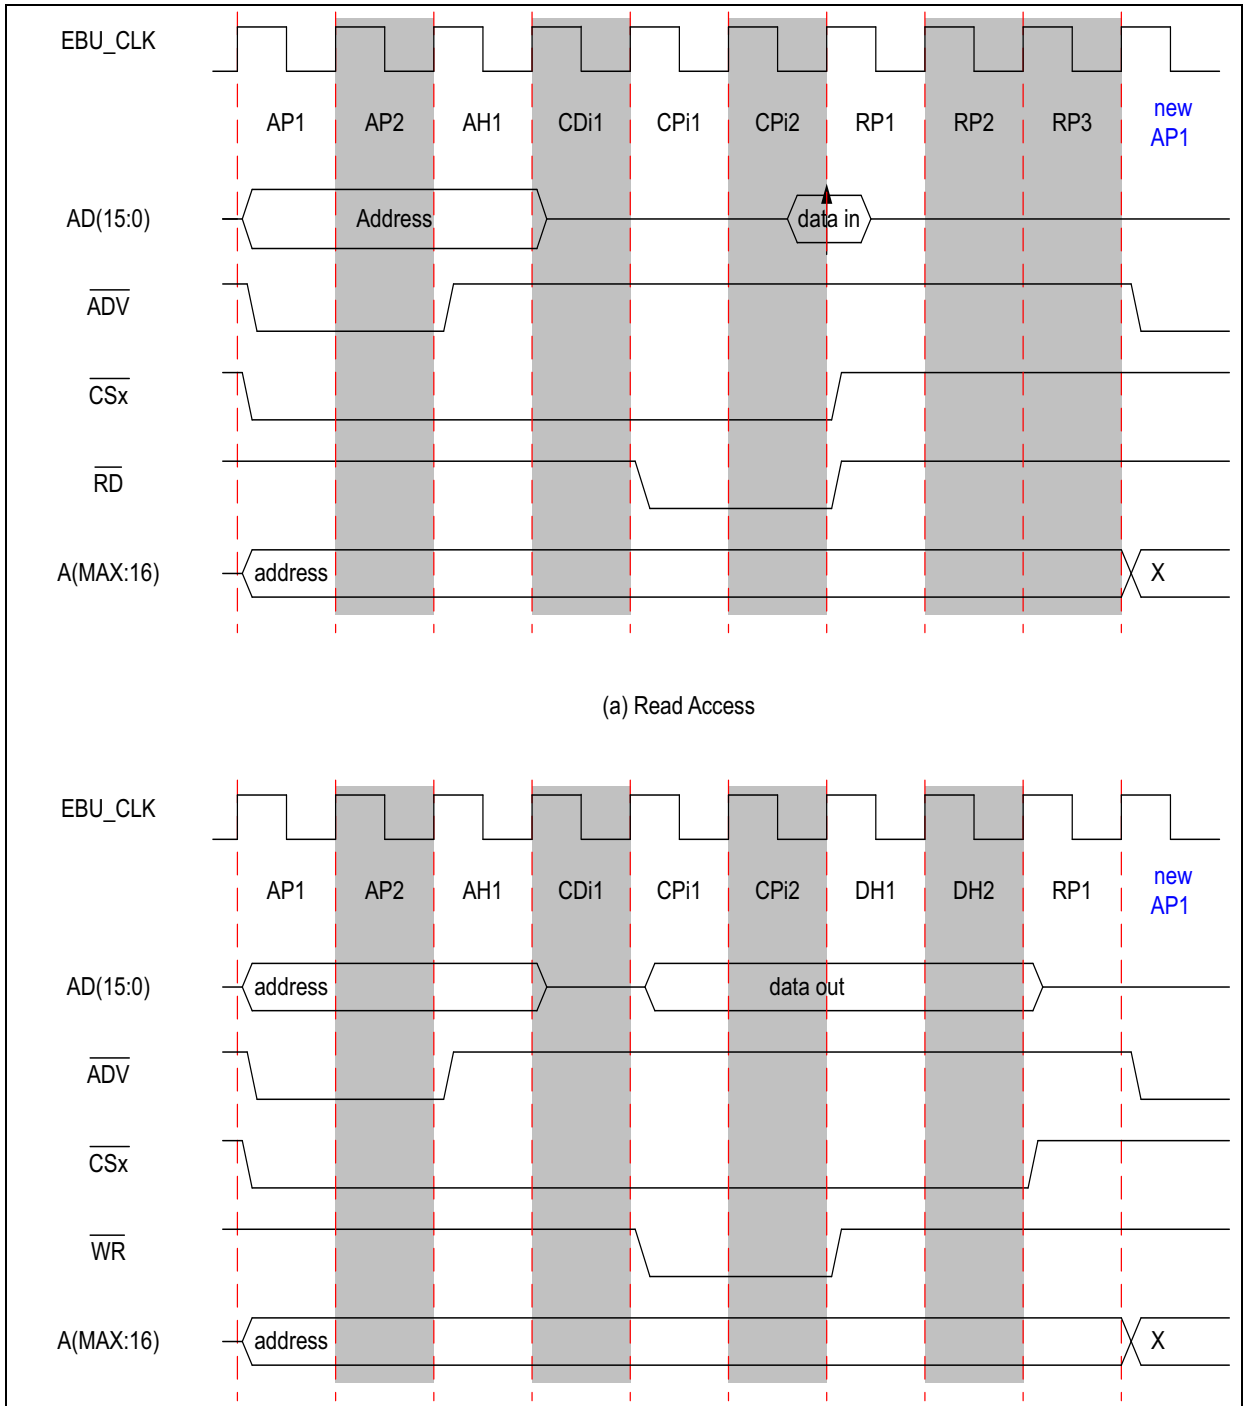 EBU_CLK
AP1 AP2 AH1 CDi1 CPi1 CPi2 RP1 RP2 RP3 new AP1
AD(15:0) Address data in
ADV
CSx
RD
A(MAX:16) address X
(a) Read Access
EBU_CLK
AP1 AP2 AH1 CDi1 CPi1 CPi2 DH1 DH2 RP1 new AP1
AD(15:0) address data out
ADV
CSx
WR
A(MAX:16) address X